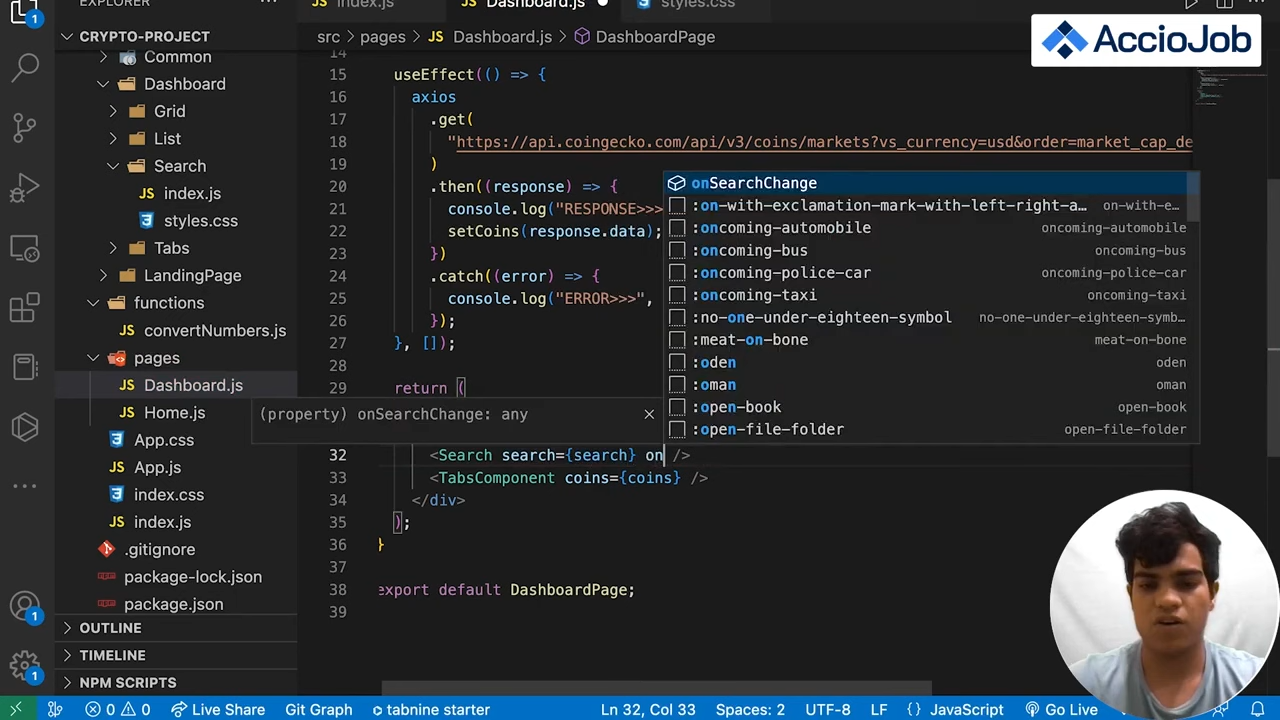 EXPLORER
index.js
Dashboard.js
styles.css
1
AccioJob
CRYPTO-PROJECT
src > pages > JS Dashboard.js > DashboardPage
Common
Dashboard
Grid
List
Search
JS index.js
styles.css
Tabs
LandingPage
functions
JS convertNumbers.js
pages
JS Dashboard.js
JS Home.js
App.css
JS App.js
index.css
JS index.js
.gitignore
package-lock.json
package.json
OUTLINE
TIMELINE
NPM SCRIPTS
14
15 useEffect(() => {
16 axios
17 .get(
18 "https://api.coingecko.com/api/v3/coins/markets?vs_currency=usd&order=market_cap_de
19 )
20 .then((response) => {
21 console.log("RESPONSE>>>
22 setCoins(response.data);
23 })
24 .catch((error) => {
25 console.log("ERROR>>>",
26 });
27 }, []);
28
29 return (
32 <Search search={search} on />
33 <TabsComponent coins={coins} />
34 </div>
35 );
36 }
37
38 export default DashboardPage;
39
onSearchChange
:on-with-exclamation-mark-with-left-right-a… on-with-e…
:oncoming-automobile oncoming-automobile
:oncoming-bus oncoming-bus
:oncoming-police-car oncoming-police-car
:oncoming-taxi oncoming-taxi
:no-one-under-eighteen-symbol no-one-under-eighteen-symb…
:meat-on-bone meat-on-bone
:oden oden
:oman oman
:open-book open-book
:open-file-folder open-file-folder
(property) onSearchChange: any
1
1
0 0 Live Share Git Graph tabnine starter Ln 32, Col 33 Spaces: 2 UTF-8 LF {} JavaScript Go Live